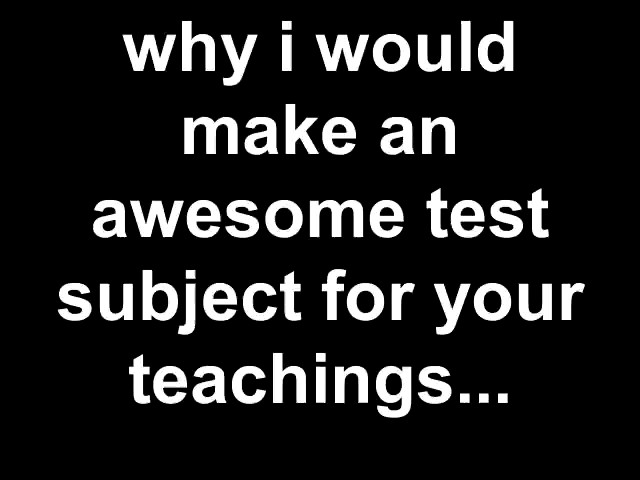 why i would
make an
awesome test
subject for your
teachings...